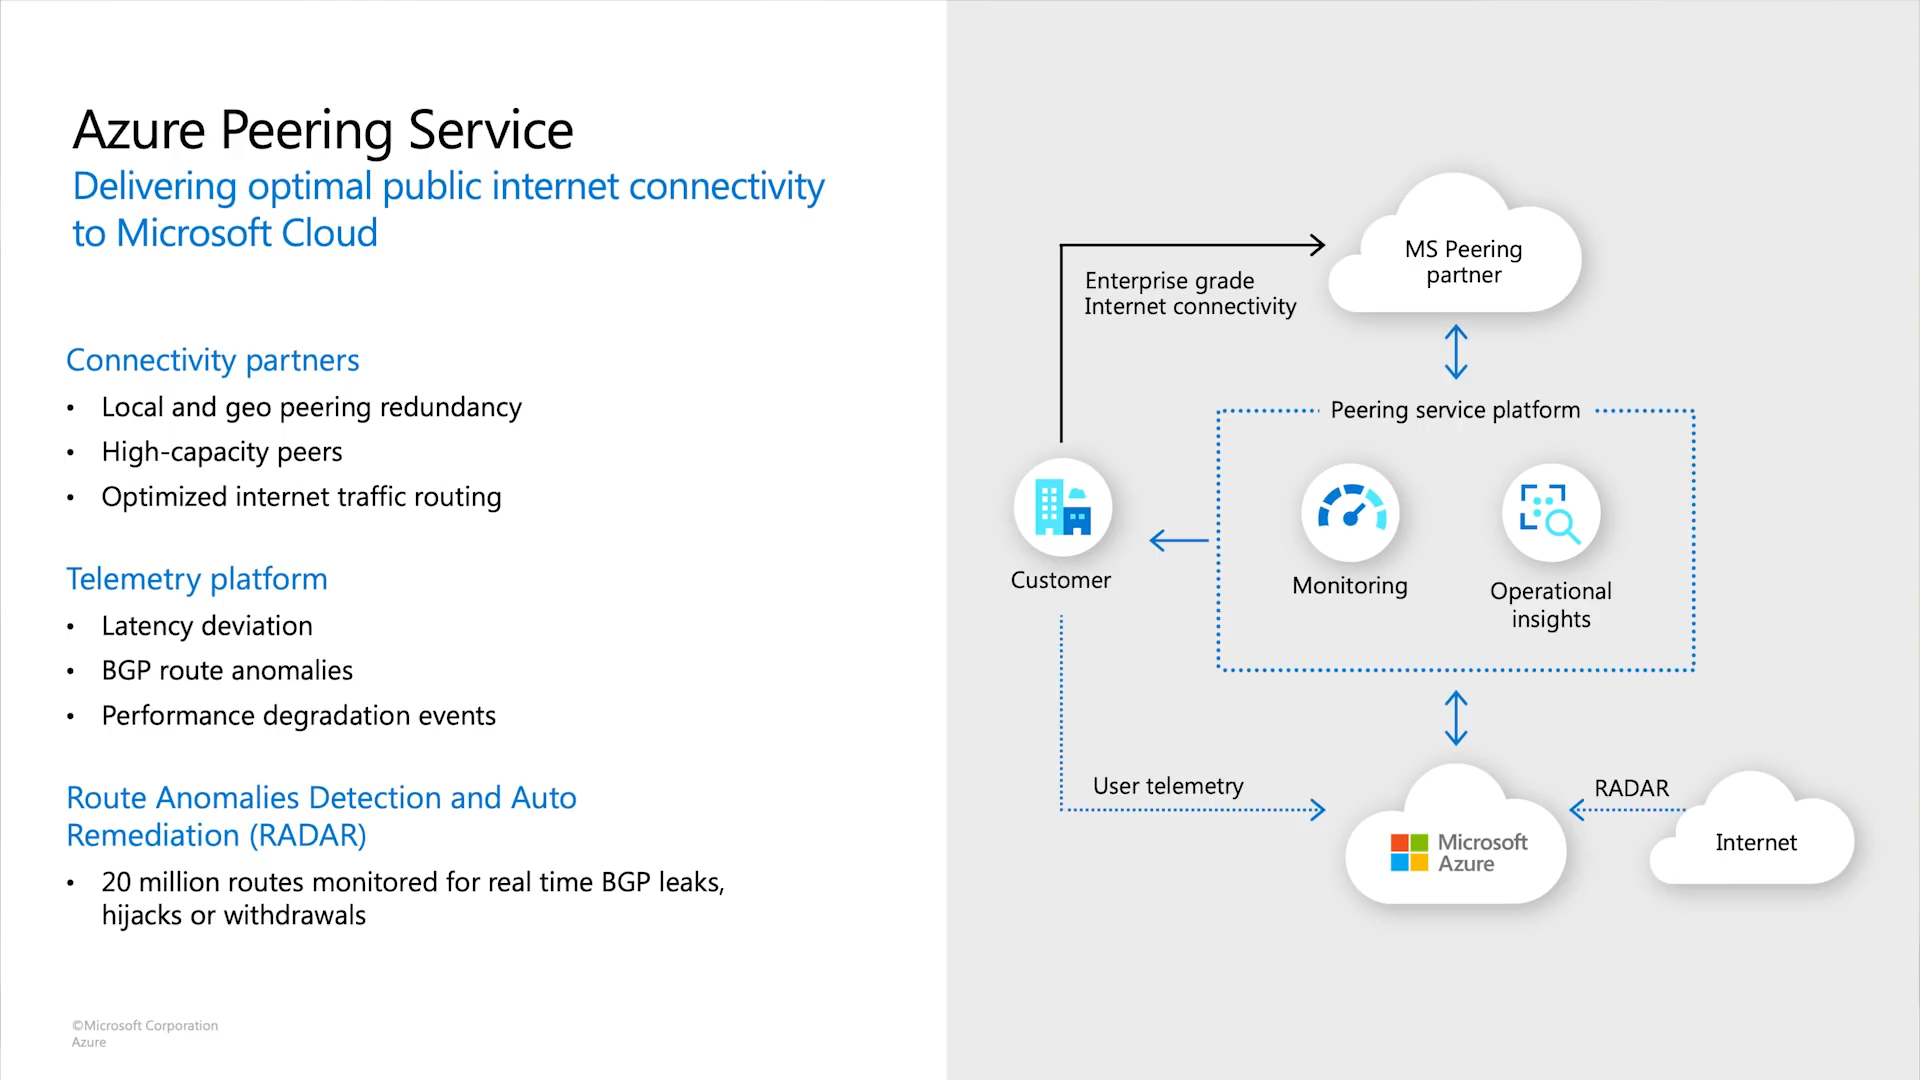 Azure Peering Service
Delivering optimal public internet connectivity
to Microsoft Cloud
Connectivity partners
• Local and geo peering redundancy
• High-capacity peers
• Optimized internet traffic routing
Telemetry platform
• Latency deviation
• BGP route anomalies
• Performance degradation events
Route Anomalies Detection and Auto
Remediation (RADAR)
• 20 million routes monitored for real time BGP leaks,
hijacks or withdrawals
©Microsoft Corporation
Azure
MS Peering
partner
Enterprise grade
Internet connectivity
Peering service platform
Customer
Monitoring
Operational
insights
User telemetry
RADAR
Microsoft
Azure
Internet